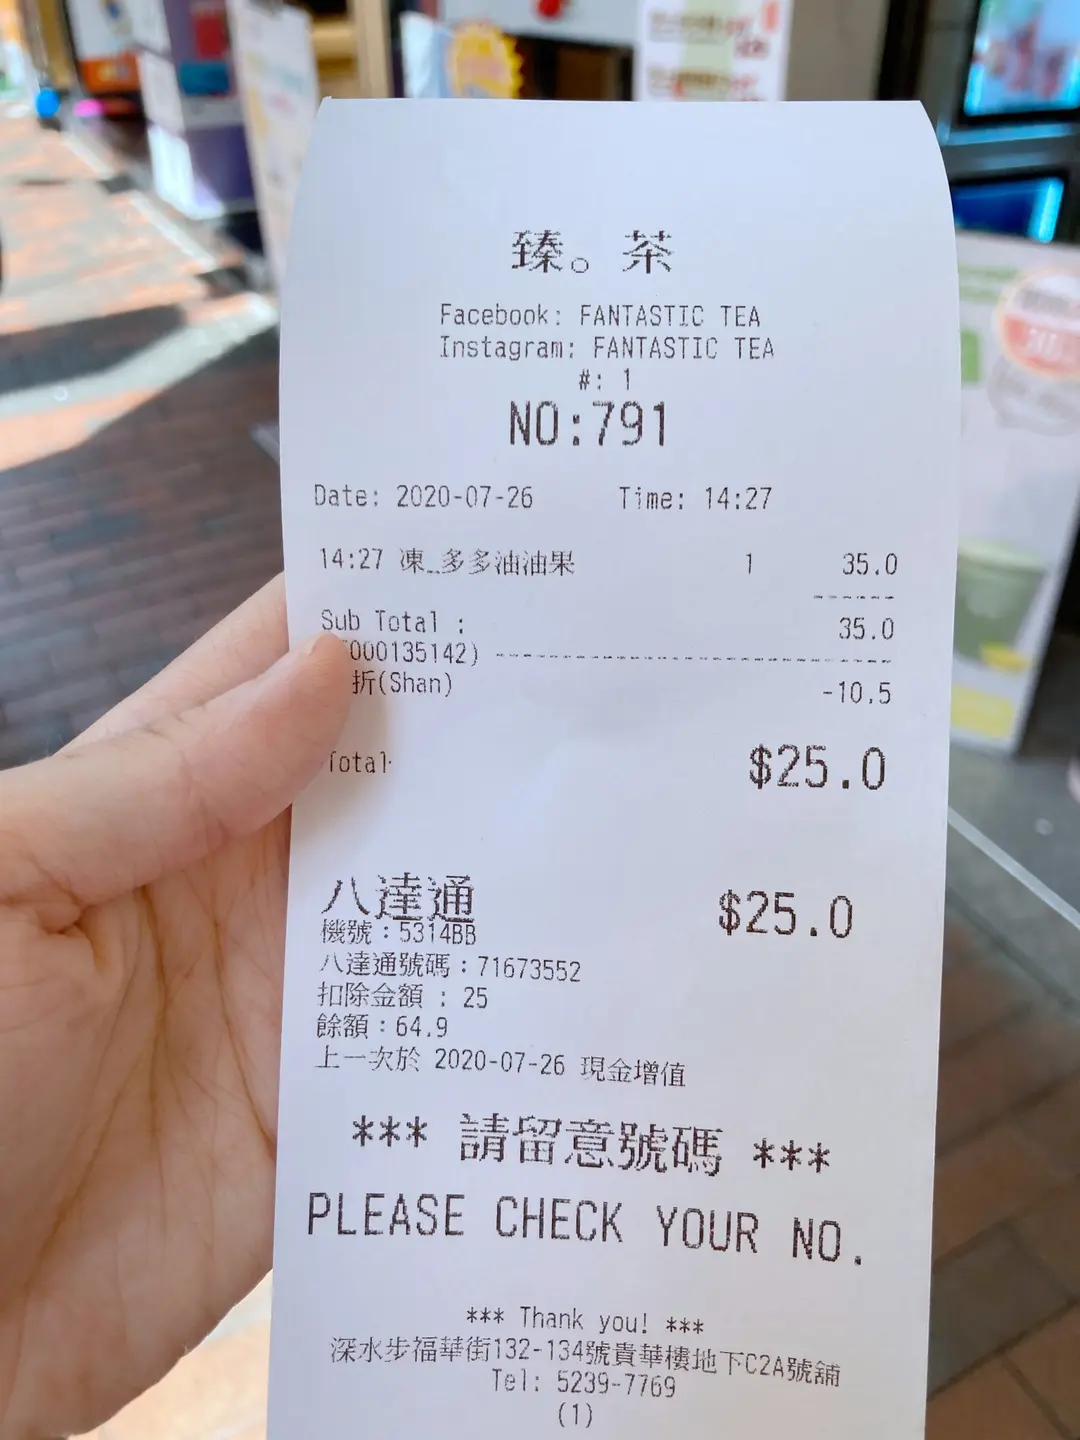 臻。茶
Facebook: FANTASTIC TEA
Instagram: FANTASTIC TEA
#: 1
NO:791
Date: 2020-07-26 Time: 14:27
14:27 凍_多多油油果 1 35.0
Sub Total : 35.0
000135142)
折(Shan) -10.5
Total $25.0
八達通 $25.0
機號：5314BB
八達通號碼：71673552
扣除金額 : 25
餘額：64.9
上一次於 2020-07-26 現金增值
*** 請留意號碼 ***
PLEASE CHECK YOUR NO.
*** Thank you! ***
深水步福華街132-134號貴華樓地下C2A號舖
Tel: 5239-7769
(1)